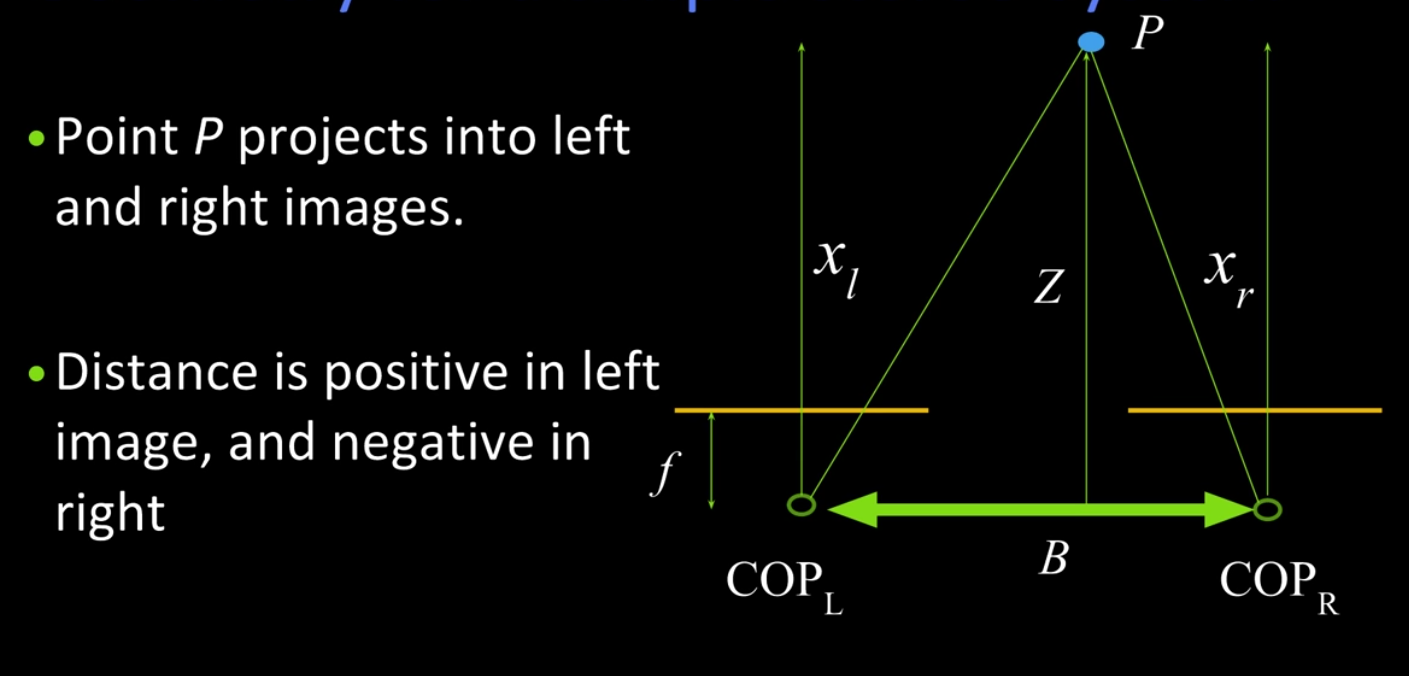 P
• Point P projects into left
and right images.
x_l
Z
x_r
• Distance is positive in left
image, and negative in
right
f
B
COP_L
COP_R